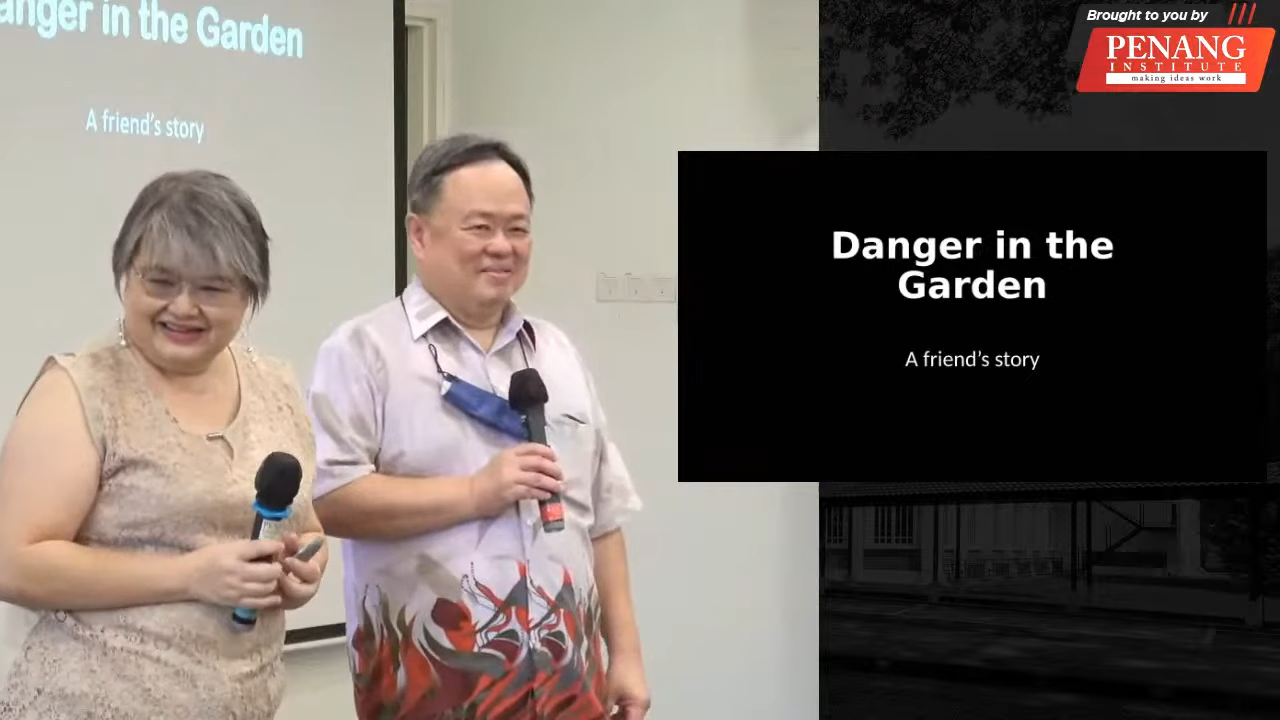 anger in the Garden
A friend's story
Brought to you by
PENANG
INSTITUTE
making ideas work
Danger in the
Garden
A friend's story